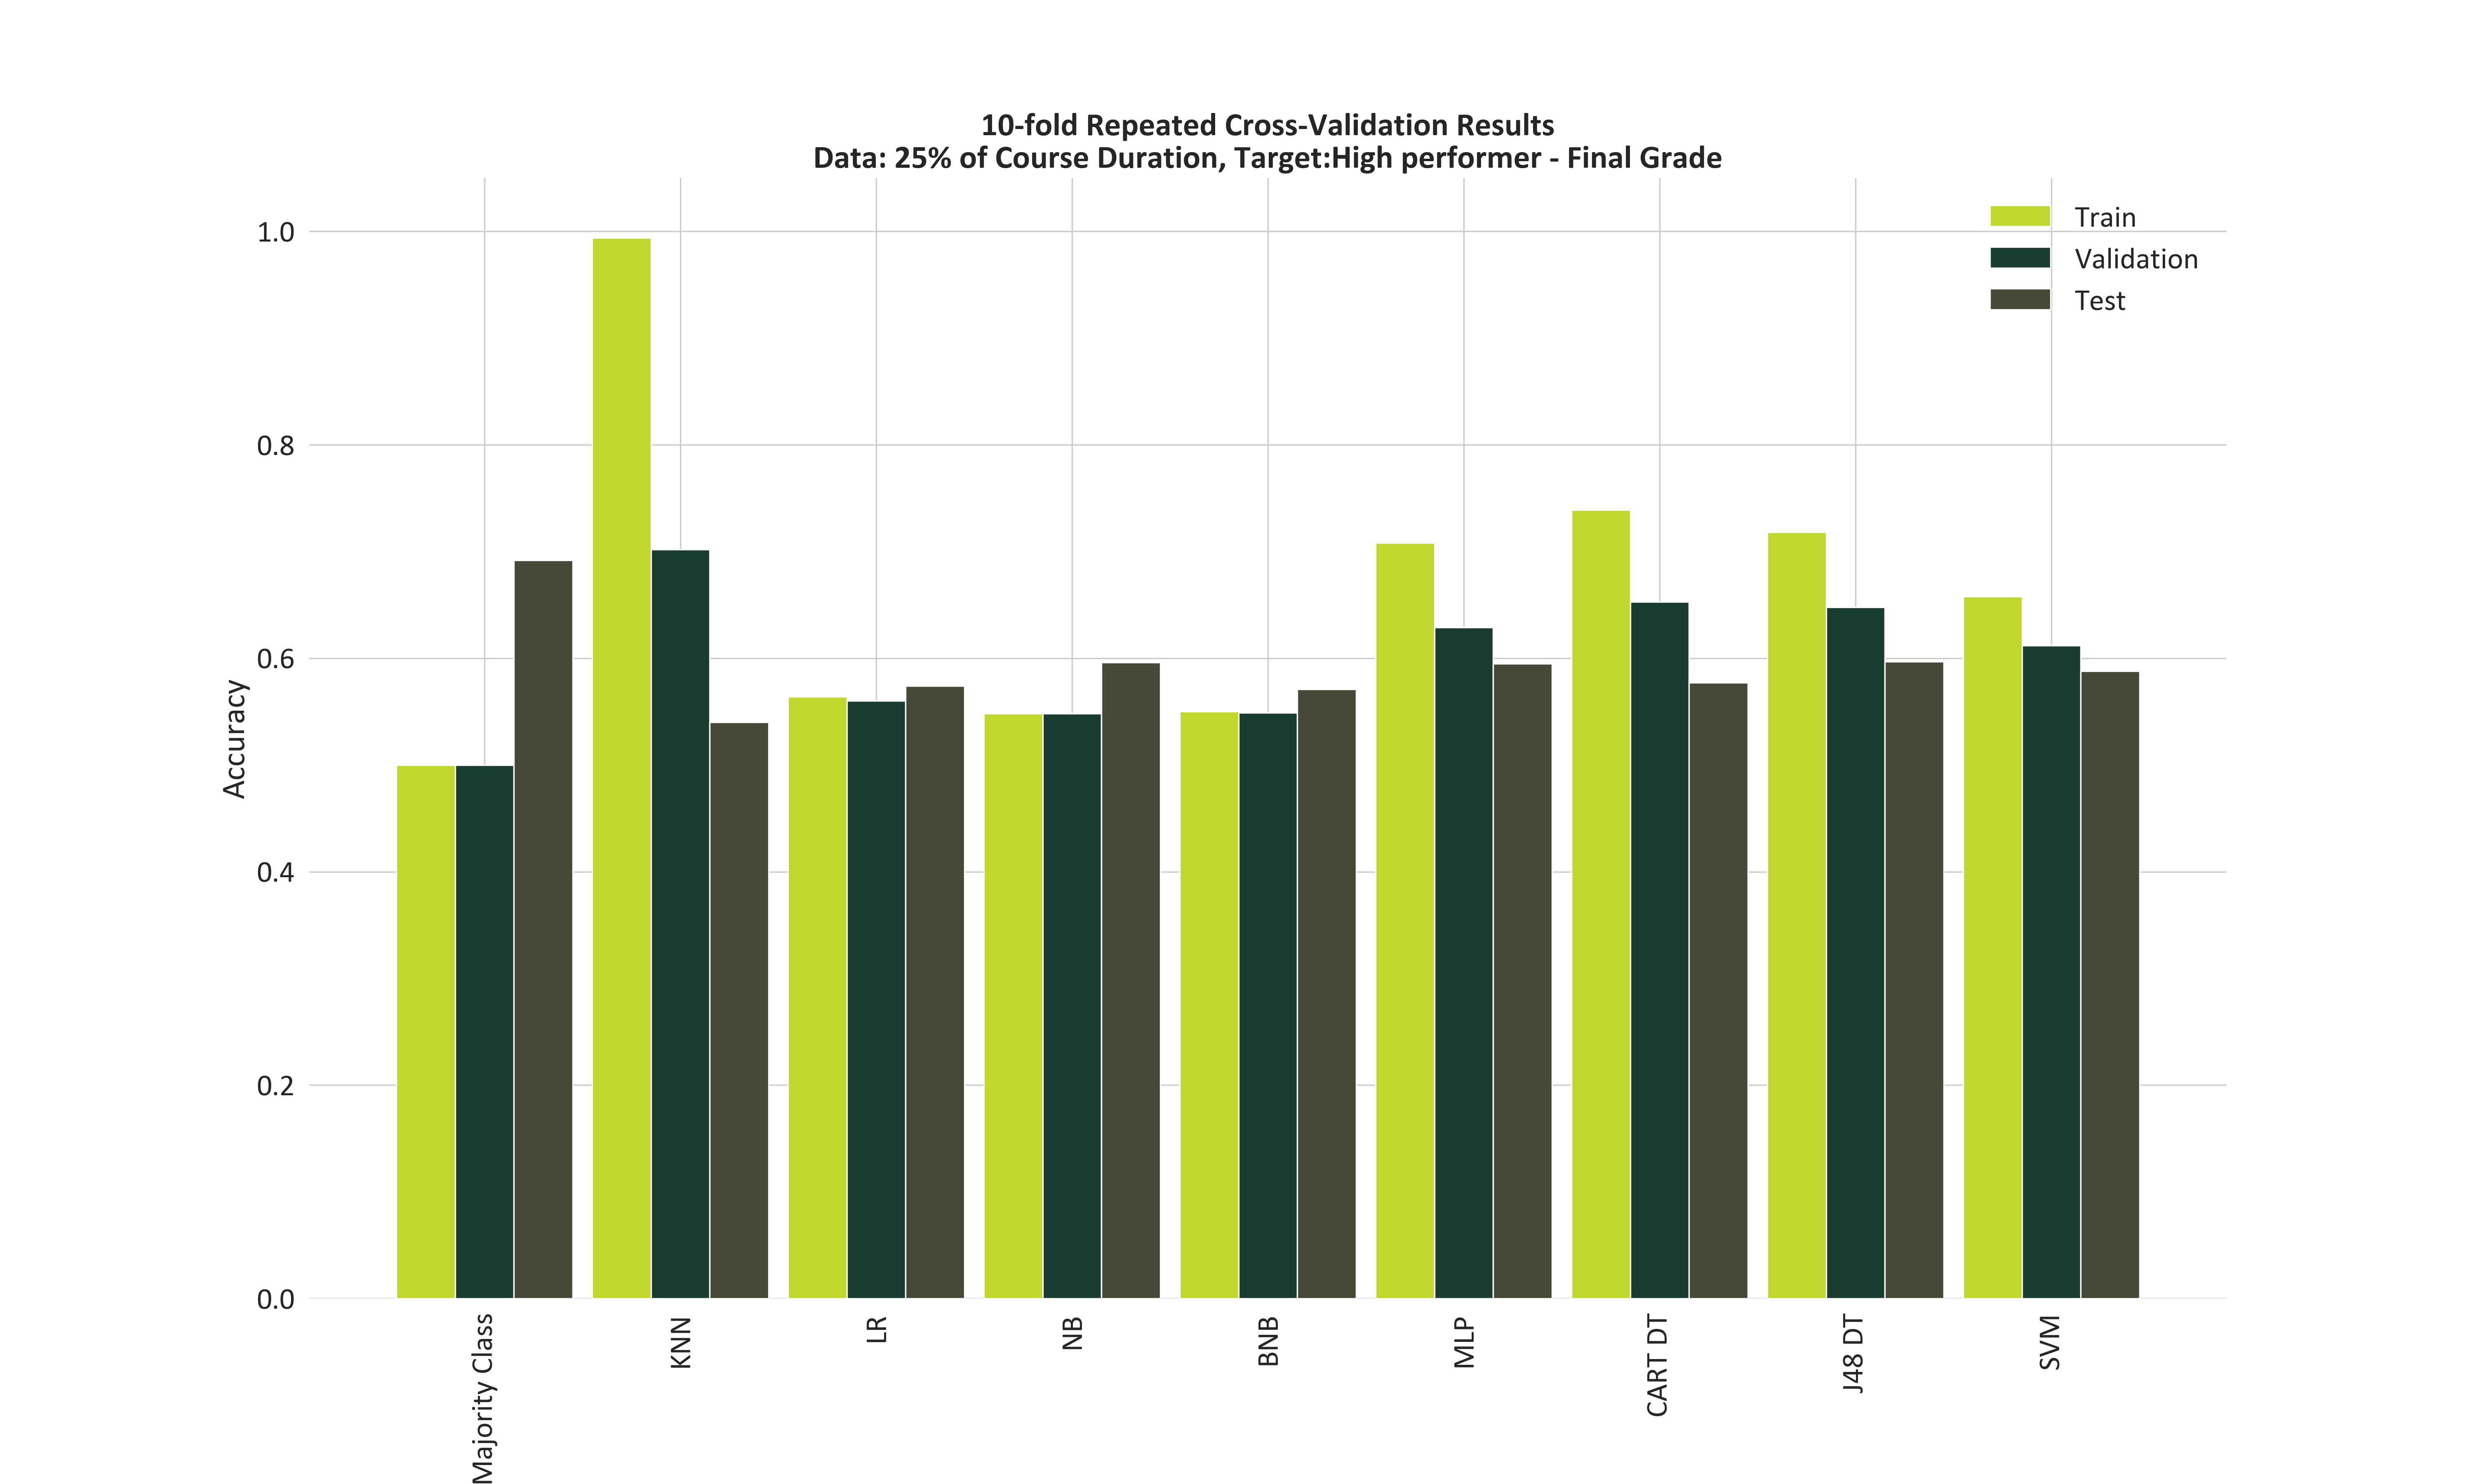 10-fold Repeated Cross-Validation Results
Data: 25% of Course Duration, Target:High performer - Final Grade
Train
Validation
Test
Accuracy
1.0
0.8
0.6
0.4
0.2
0.0
Majority Class
KNN
LR
NB
BNB
MLP
CART DT
J48 DT
SVM